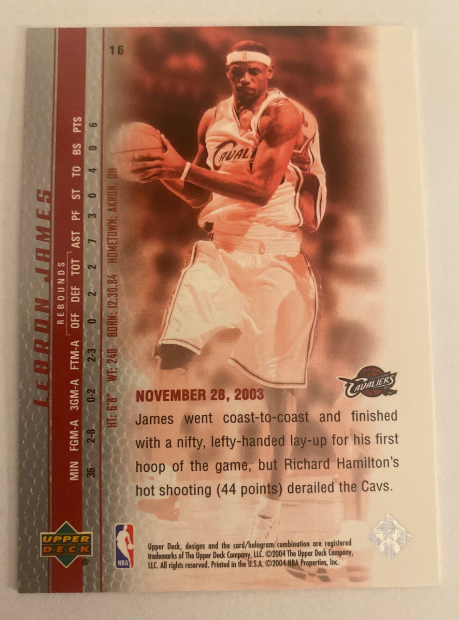 16
LeBRON JAMES
REBOUNDS
MIN FGM-A 3GM-A FTM-A OFF DEF TOT AST PF ST TO BS PTS
36 2-8 0-2 2-3 0 2 2 7 3 0 4 0 6
HT: 6'8" WT: 240 BORN: 12.30.84 HOMETOWN: AKRON, OH
CAVALI
CAVALIERS
NOVEMBER 28, 2003
James went coast-to-coast and finished
with a nifty, lefty-handed lay-up for his first
hoop of the game, but Richard Hamilton's
hot shooting (44 points) derailed the Cavs.
UPPER
DECK
NBA
Upper Deck, designs and the card/hologram combination are registered
trademarks of The Upper Deck Company, LLC. ©2004 The Upper Deck Company,
LLC. All rights reserved. Printed in the U.S.A. ©2004 NBA Properties, Inc.